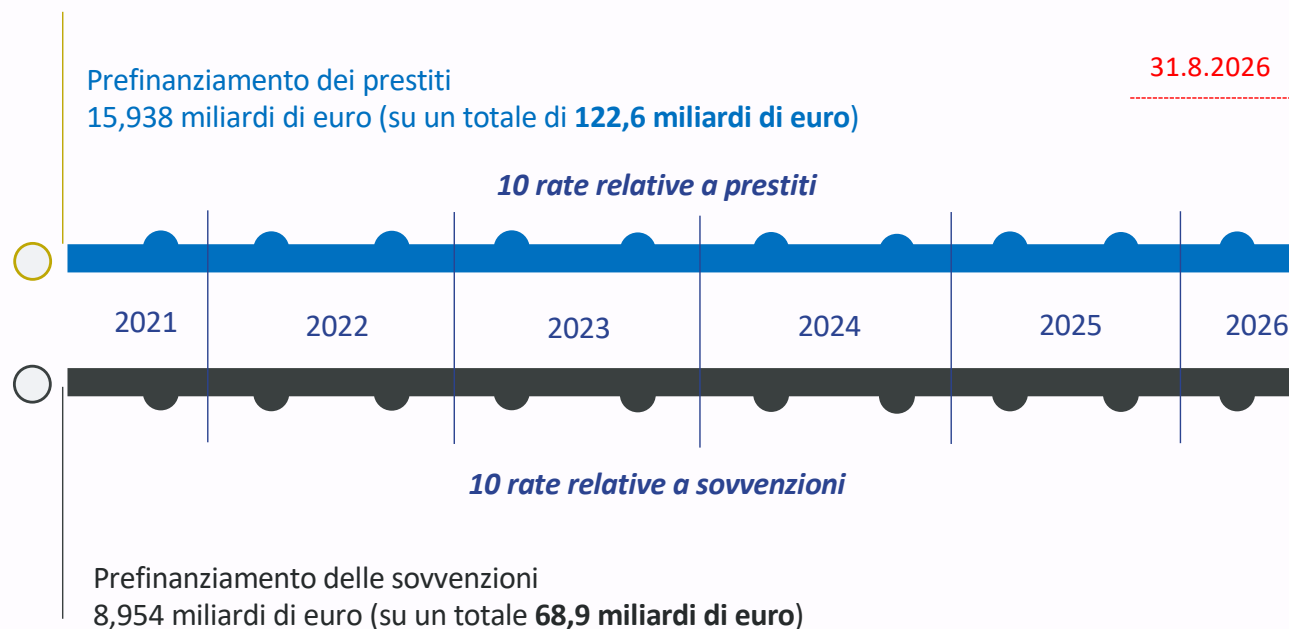 Prefinanziamento dei prestiti
15,938 miliardi di euro (su un totale di 122,6 miliardi di euro)
31.8.2026
10 rate relative a prestiti
2021
2022
2023
2024
2025
2026
10 rate relative a sovvenzioni
Prefinanziamento delle sovvenzioni
8,954 miliardi di euro (su un totale 68,9 miliardi di euro)